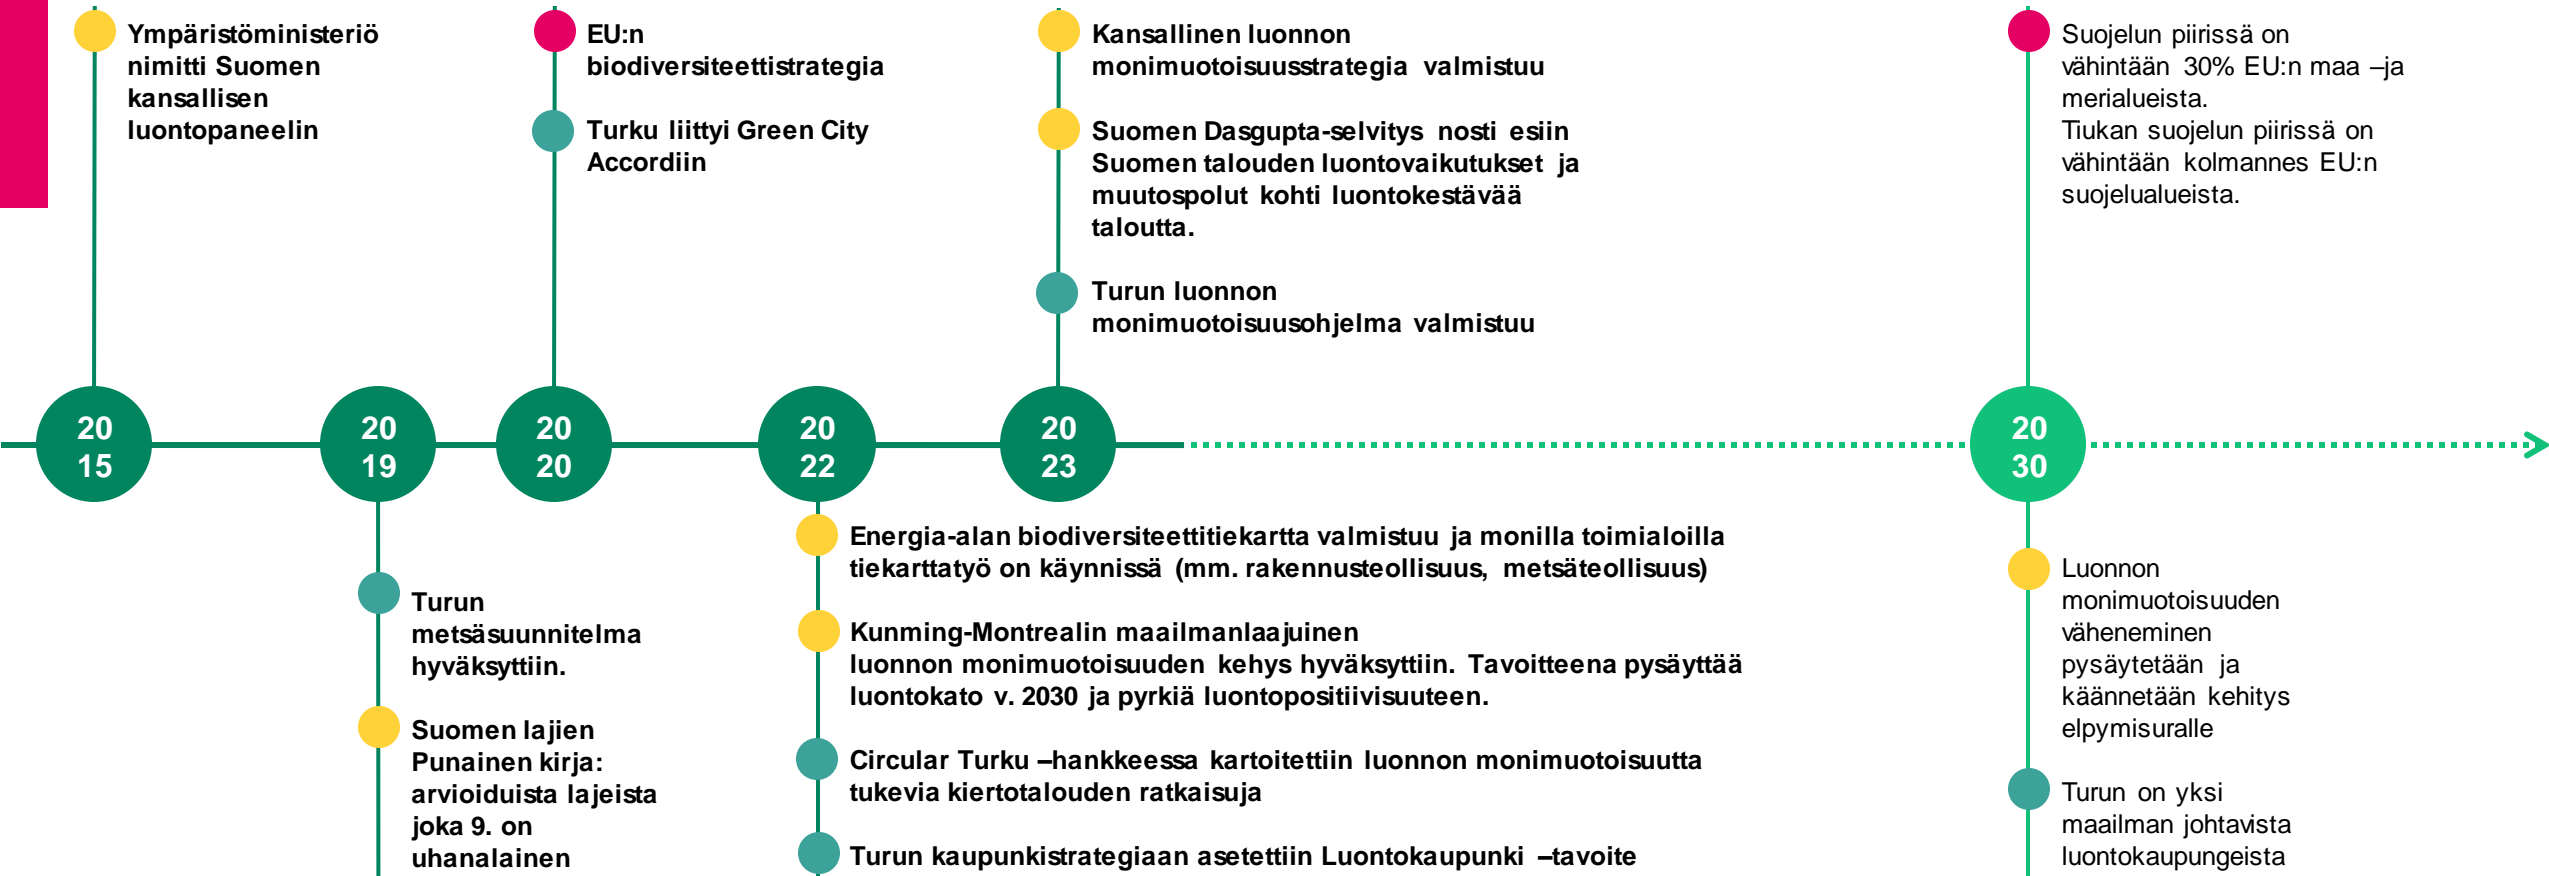 Ympäristöministeriö
nimitti Suomen
kansallisen
luontopaneelin
EU:n
biodiversiteettistrategia
Turku liittyi Green City
Accordiin
Kansallinen luonnon
monimuotoisuusstrategia valmistuu
Suomen Dasgupta-selvitys nosti esiin
Suomen talouden luontovaikutukset ja
muutospolut kohti luontokestävää
taloutta.
Turun luonnon
monimuotoisuusohjelma valmistuu
Suojelun piirissä on
vähintään 30% EU:n maa –ja
merialueista.
Tiukan suojelun piirissä on
vähintään kolmannes EU:n
suojelualueista.
20
15
20
19
20
20
20
22
20
23
20
30
Turun
metsäsuunnitelma
hyväksyttiin.
Suomen lajien
Punainen kirja:
arvioiduista lajeista
joka 9. on
uhanalainen
Energia-alan biodiversiteettitiekartta valmistuu ja monilla toimialoilla
tiekarttatyö on käynnissä (mm. rakennusteollisuus, metsäteollisuus)
Kunming-Montrealin maailmanlaajuinen
luonnon monimuotoisuuden kehys hyväksyttiin. Tavoitteena pysäyttää
luontokato v. 2030 ja pyrkiä luontopositiivisuuteen.
Circular Turku –hankkeessa kartoitettiin luonnon monimuotoisuutta
tukevia kiertotalouden ratkaisuja
Turun kaupunkistrategiaan asetettiin Luontokaupunki –tavoite
Luonnon
monimuotoisuuden
väheneminen
pysäytetään ja
käännetään kehitys
elpymisuralle
Turun on yksi
maailman johtavista
luontokaupungeista